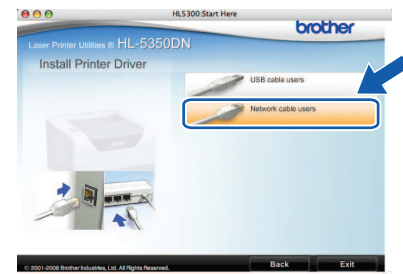 HL5300:Start Here
brother
Laser Printer Utilities ® HL-5350DN
Install Printer Driver
USB cable users
Network cable users
© 2001-2008 Brother Industries, Ltd. All Rights Reserved.
Back
Exit